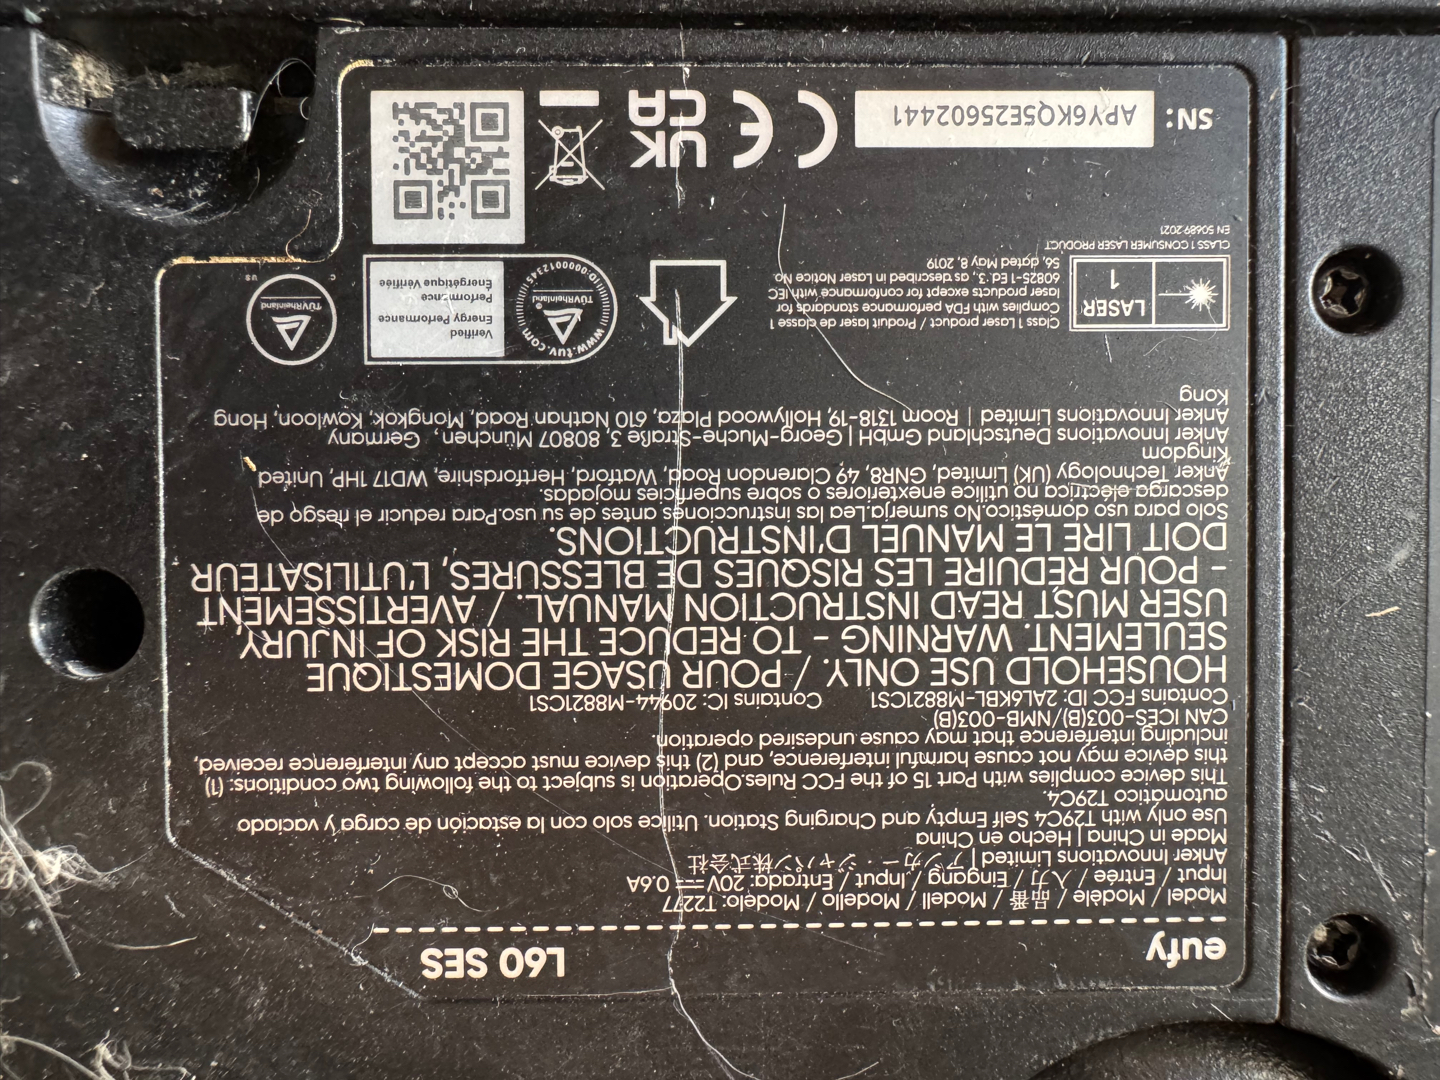 eufy L60 SES
Model / Modèle / 品番 / Modell / Modello / Modelo: T2277
Input / Entrée / 入力 / Eingang / Input / Entrada: 20V⎓0.6A
Anker Innovations Limited | アンカー・ジャパン株式会社
Made in China | Hecho en China
Use only with T29C4 Self Empty and Charging Station. Utilice solo con la estación de carga y vaciado
automático T29C4.
This device complies with Part 15 of the FCC Rules.Operation is subject to the following two conditions: (1)
this device may not cause harmful interference, and (2) this device must accept any interference received,
including interference that may cause undesired operation.
CAN ICES-003(B)/NMB-003(B)
Contains FCC ID: 2AL6KBL-M8821CS1 Contains IC: 20944-M8821CS1
HOUSEHOLD USE ONLY. / POUR USAGE DOMESTIQUE
SEULEMENT. WARNING - TO REDUCE THE RISK OF INJURY,
USER MUST READ INSTRUCTION MANUAL. / AVERTISSEMENT
- POUR RÉDUIRE LES RISQUES DE BLESSURES, L'UTILISATEUR
DOIT LIRE LE MANUEL D'INSTRUCTIONS.
Solo para uso doméstico.No sumerja.Lea las instrucciones antes de su uso.Para reducir el riesgo de
descarga eléctrica no utilice enexteriores o sobre superficies mojadas.
Anker Technology (UK) Limited, GNR8, 49 Clarendon Road, Watford, Hertfordshire, WD17 1HP, United
Kingdom
Anker Innovations Deutschland GmbH | Georg-Muche-Straße 3, 80807 München, Germany
Anker Innovations Limited | Room 1318-19, Hollywood Plaza, 610 Nathan Road, Mongkok, Kowloon, Hong
Kong
LASER
1
Class 1 Laser product / Produit laser de classe 1
Complies with FDA performance standards for
laser products except for conformance with IEC
60825-1 Ed. 3., as described in Laser Notice No.
56, dated May 8, 2019
CLASS 1 CONSUMER LASER PRODUCT
EN 50689:2021
www.tuv.com
TÜVRheinland
Verified
Energy Performance
Performance
Énergétique Vérifiée
TÜVRheinland
C US
SN: APY6KQ5E25602441
CE
UK
CA